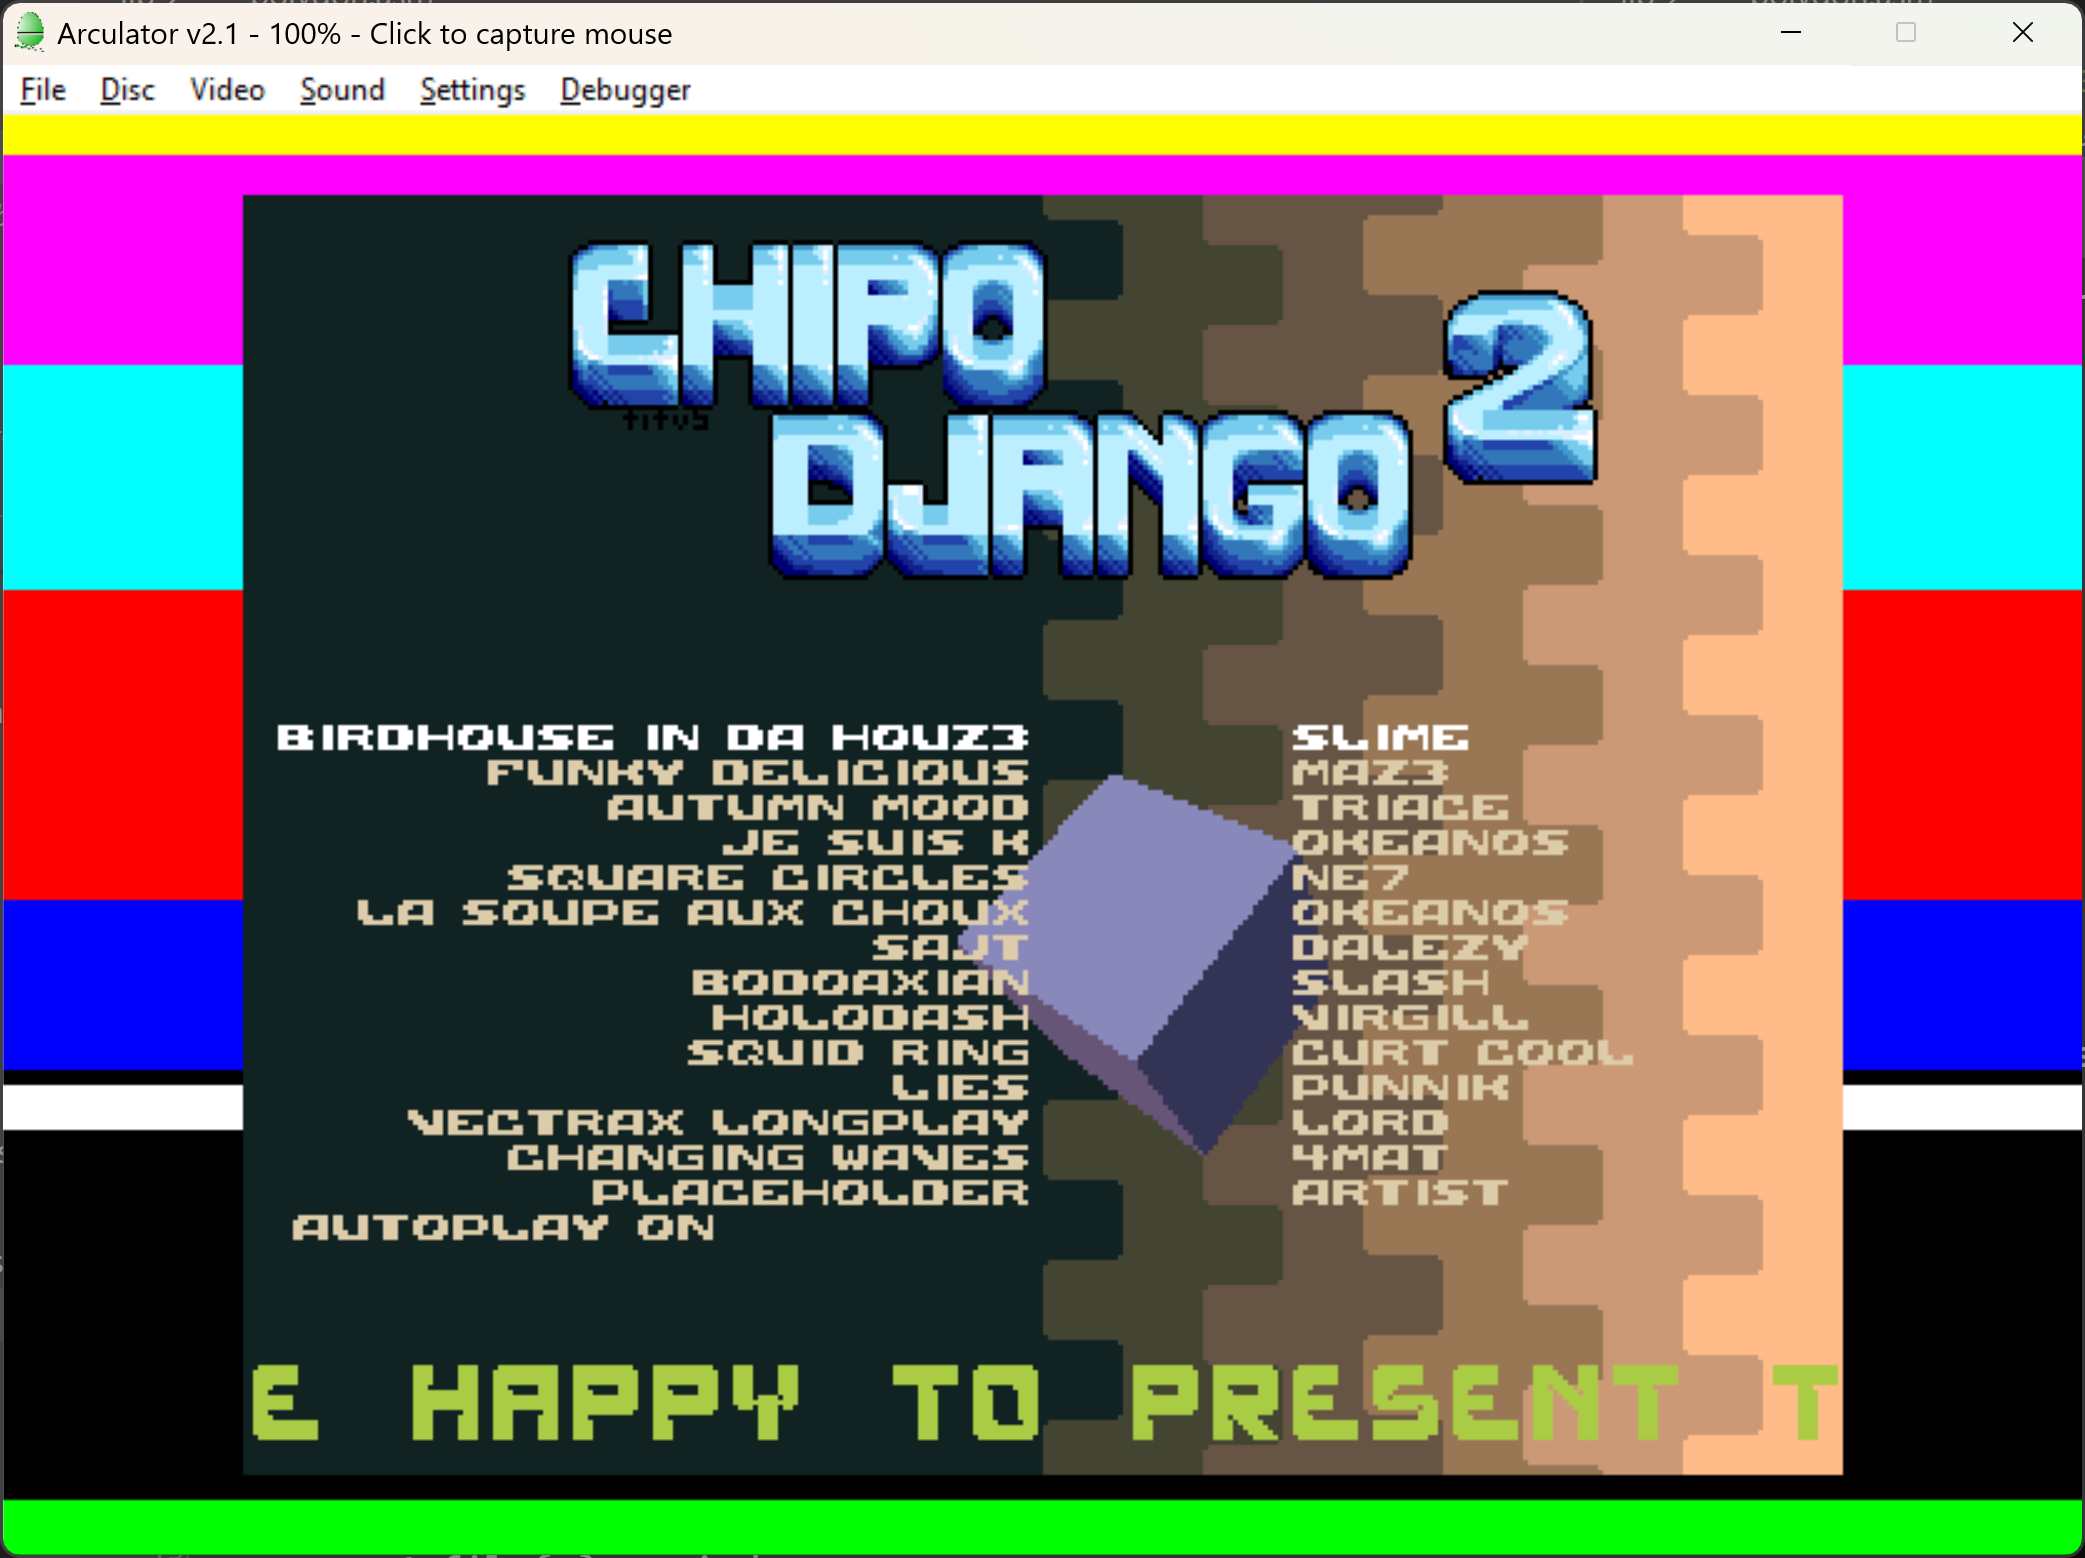 Arculator v2.1 - 100% - Click to capture mouse
File Disc Video Sound Settings Debugger
CHIPO
2
titus
DJANGO
BIRDHOUSE IN DA HOUZ3 SLIME
FUNKY DELICIOUS MAZ3
AUTUMN MOOD TRIACE
JE SUIS K OKEANOS
SQUARE CIRCLES NE7
LA SOUPE AUX CHOUX OKEANOS
SAJT DALEZY
BODOAXIAN SLASH
HOLODASH VIRGILL
SQUID RING CURT COOL
LIES PUNNIK
VECTRAX LONGPLAY LORD
CHANGING WAVES 4MAT
PLACEHOLDER ARTIST
AUTOPLAY ON
E HAPPY TO PRESENT T